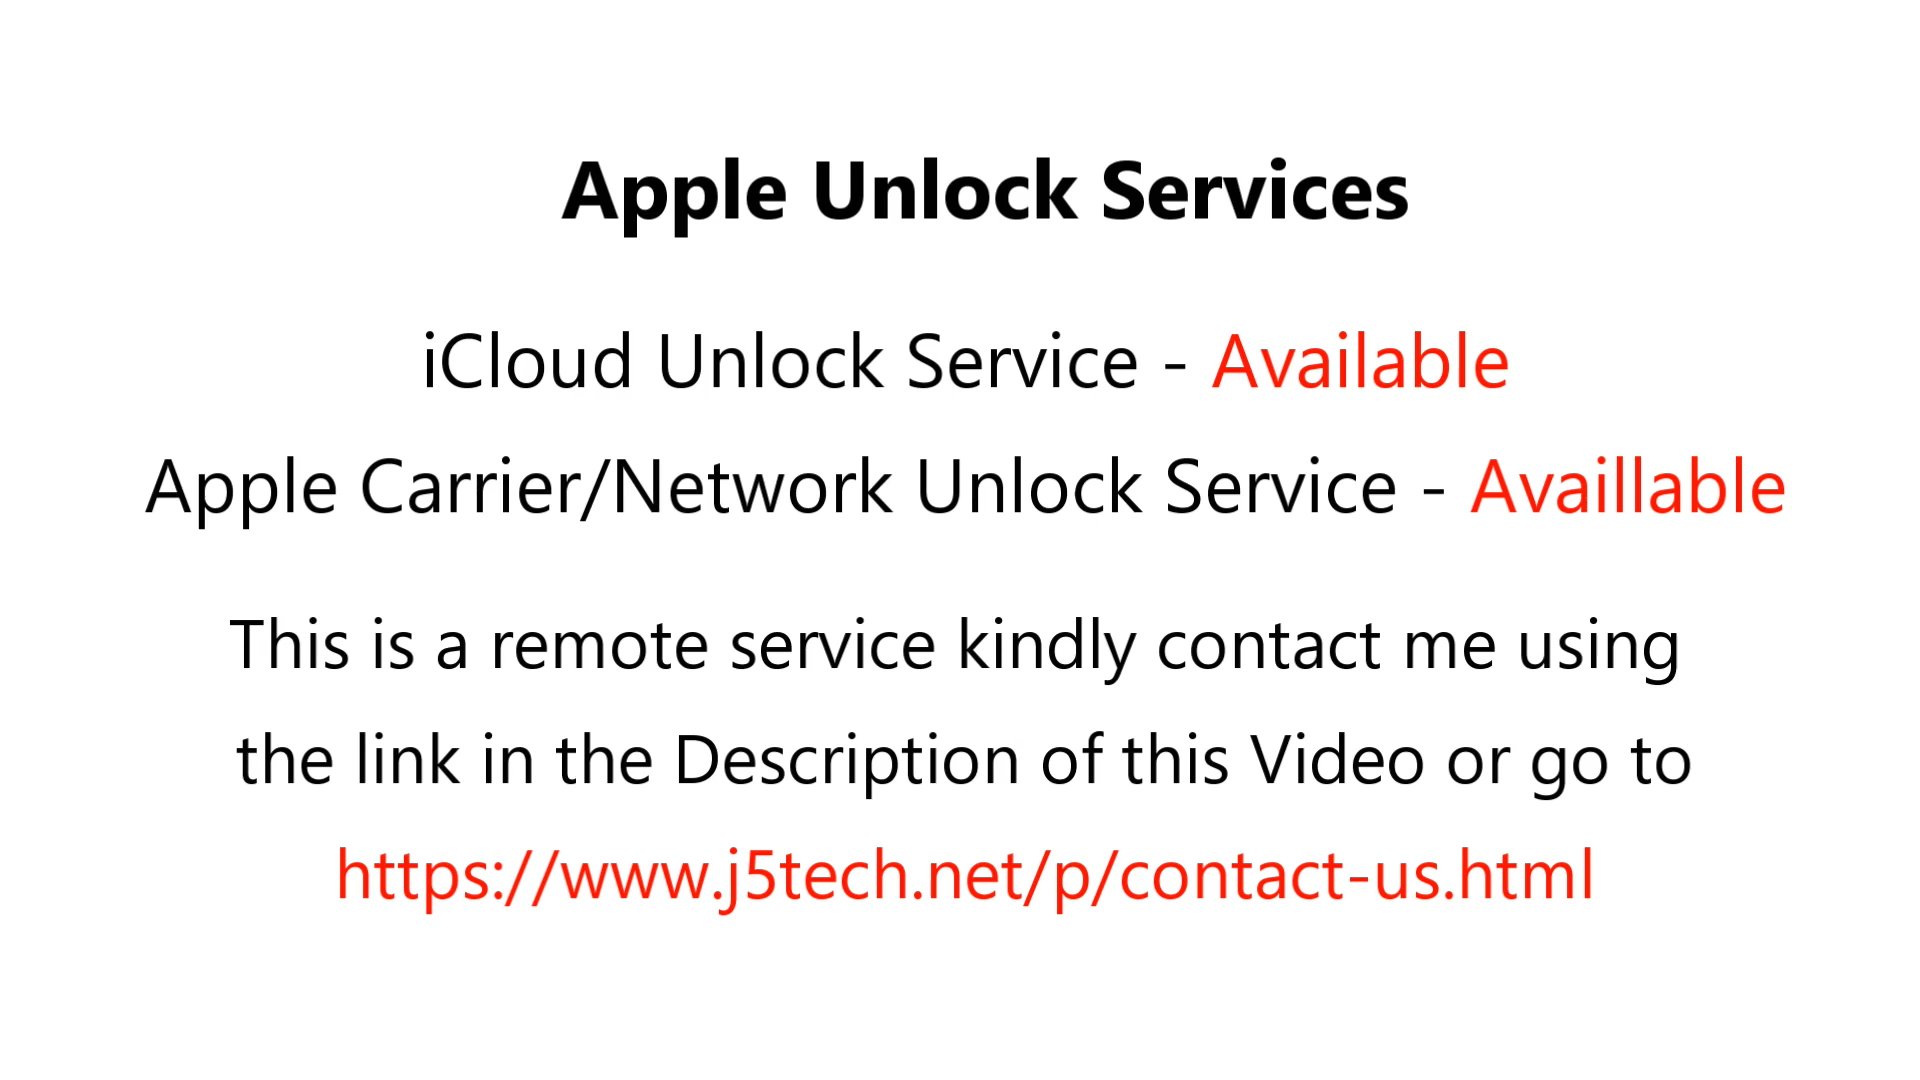 Apple Unlock Services
iCloud Unlock Service - Available
Apple Carrier/Network Unlock Service - Availlable
This is a remote service kindly contact me using
the link in the Description of this Video or go to
https://www.j5tech.net/p/contact-us.html